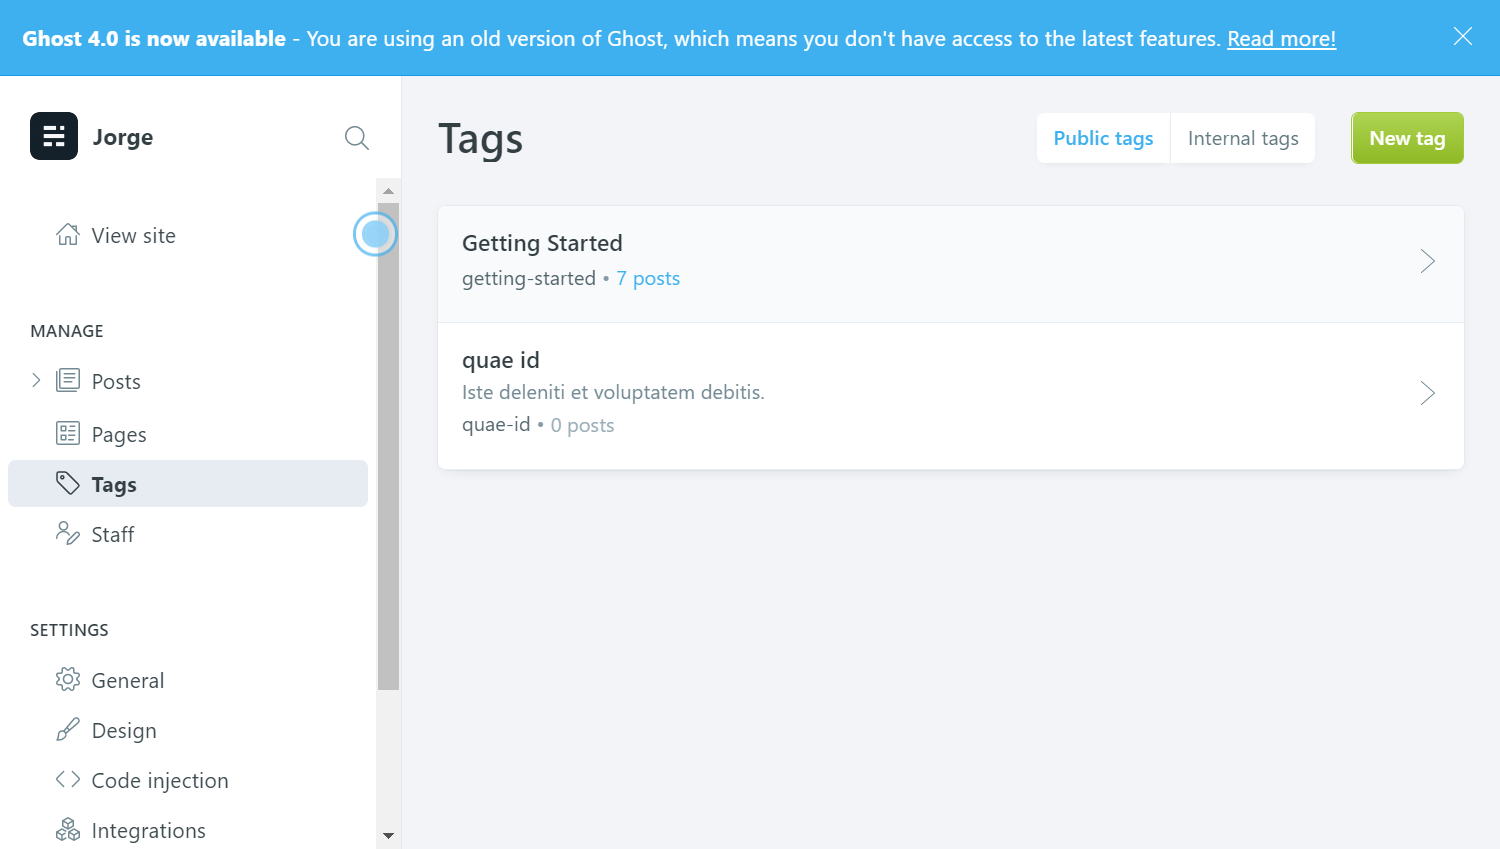 Ghost 4.0 is now available - You are using an old version of Ghost, which means you don't have access to the latest features. Read more!
Jorge
View site
MANAGE
Posts
Pages
Tags
Staff
SETTINGS
General
Design
Code injection
Integrations
Tags
Public tags
Internal tags
New tag
Getting Started
getting-started • 7 posts
quae id
Iste deleniti et voluptatem debitis.
quae-id • 0 posts